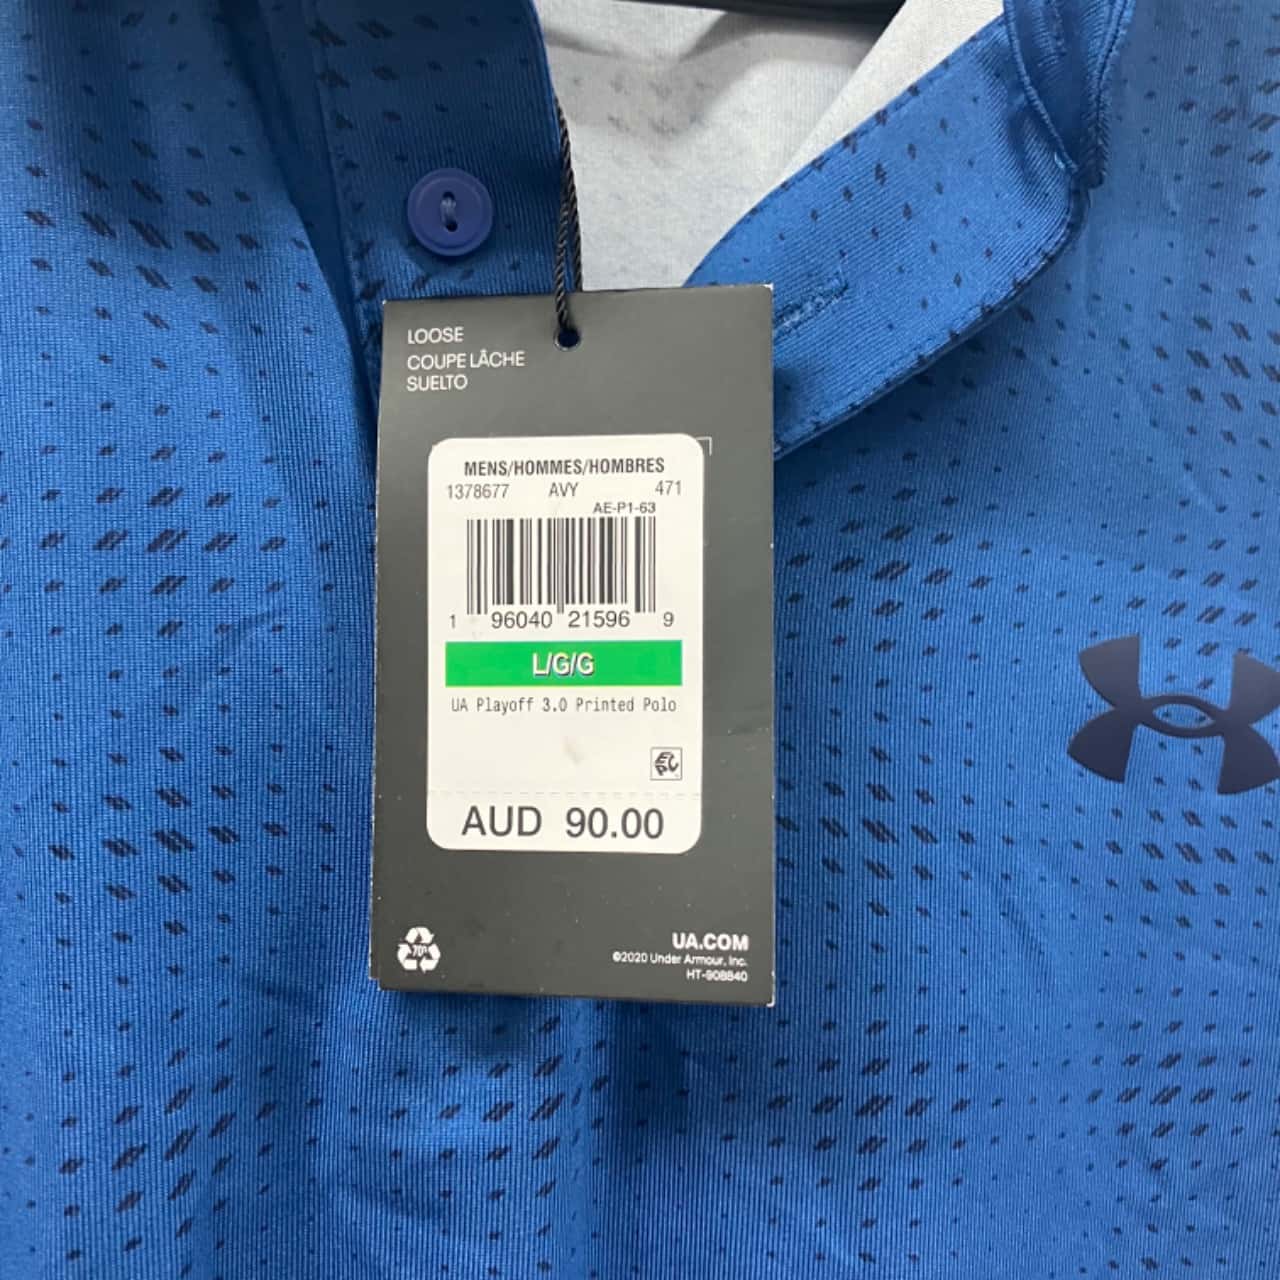 LOOSE
COUPE LÂCHE
SUELTO
MENS/HOMMES/HOMBRES
1378677 AVY 471
AE-P1-63
1 96040 21596 9
L/G/G
UA Playoff 3.0 Printed Polo
AUD 90.00
UA.COM
©2020 Under Armour, Inc.
HT-908840